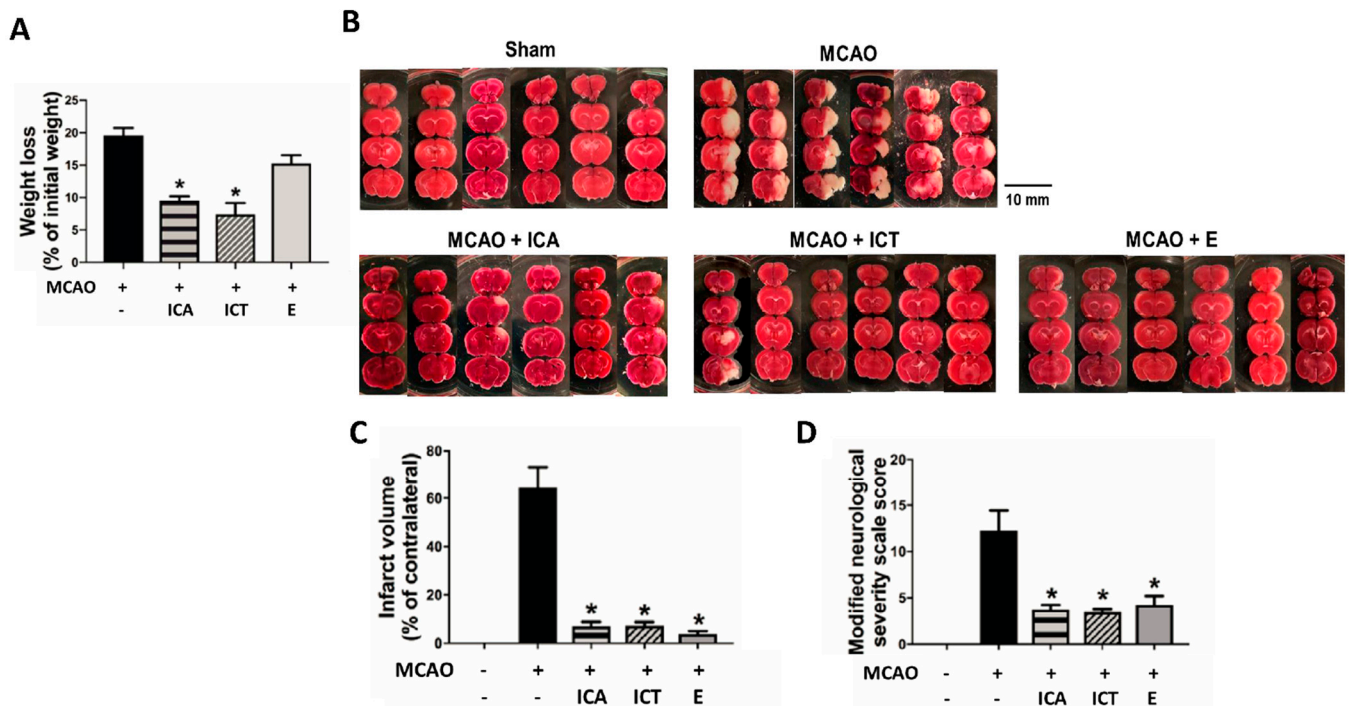 A
Weight loss
(% of initial weight)
25
20
15
10
5
0
*
*
MCAO + + + +
- ICA ICT E
B
Sham
MCAO
10 mm
MCAO + ICA
MCAO + ICT
MCAO + E
C
Infarct volume
(% of contralateral)
80
60
40
20
0
*
*
*
MCAO - + + + +
- - ICA ICT E
D
Modified neurological
severity scale score
20
15
10
5
0
*
*
*
MCAO - + + + +
- - ICA ICT E